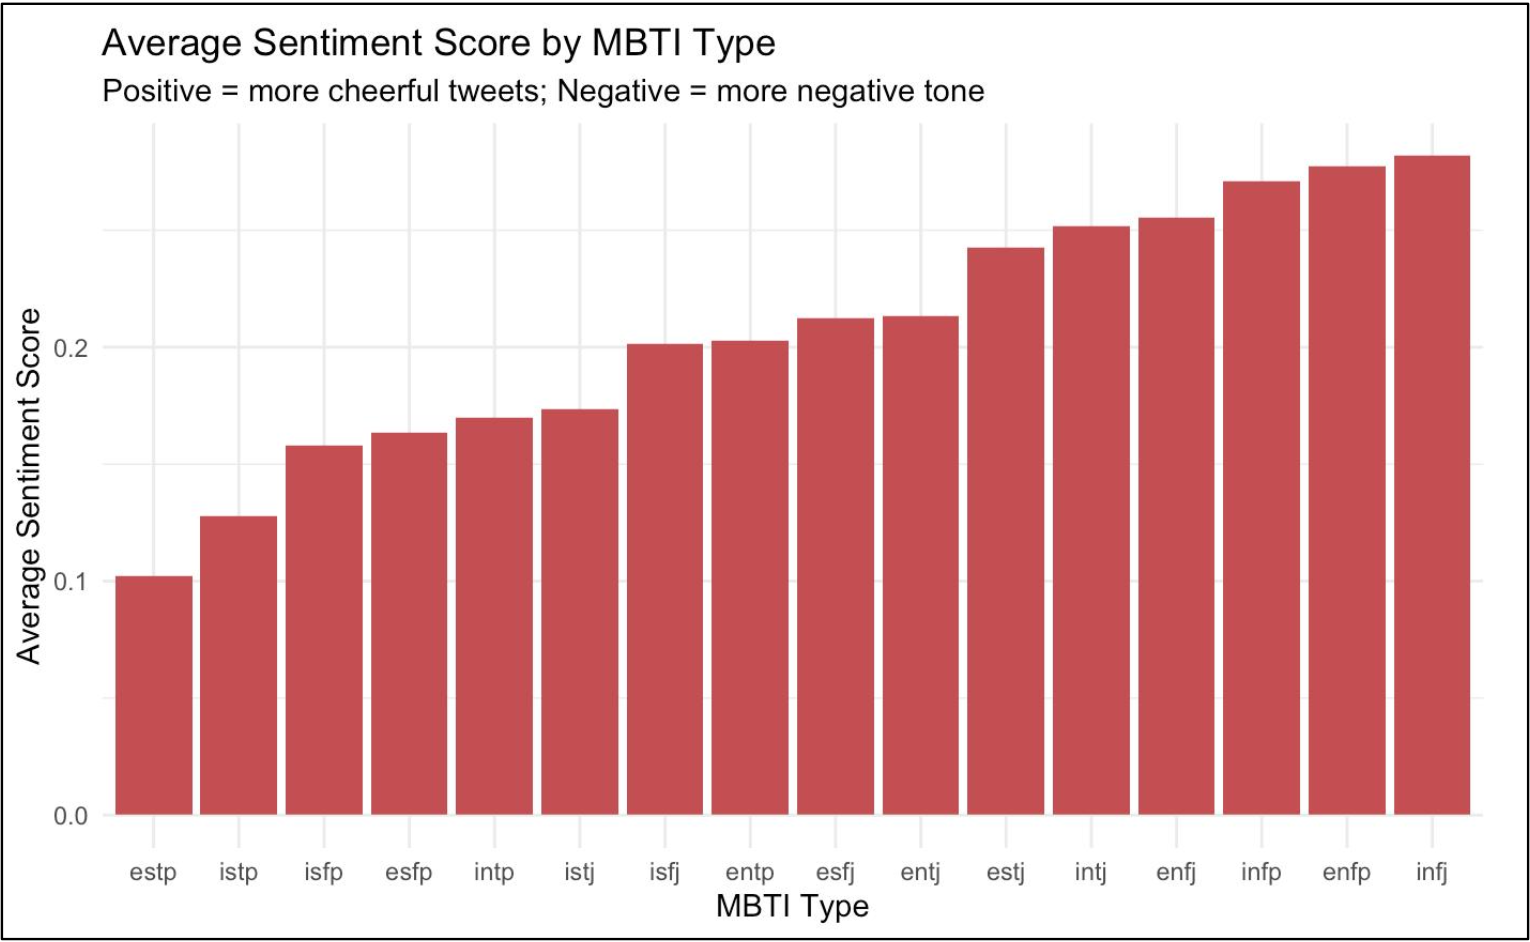 Average Sentiment Score by MBTI Type
Positive = more cheerful tweets; Negative = more negative tone
Average Sentiment Score
0.2
0.1
0.0
estp istp isfp esfp intp istj isfj entp esfj entj estj intj enfj infp enfp infj
MBTI Type